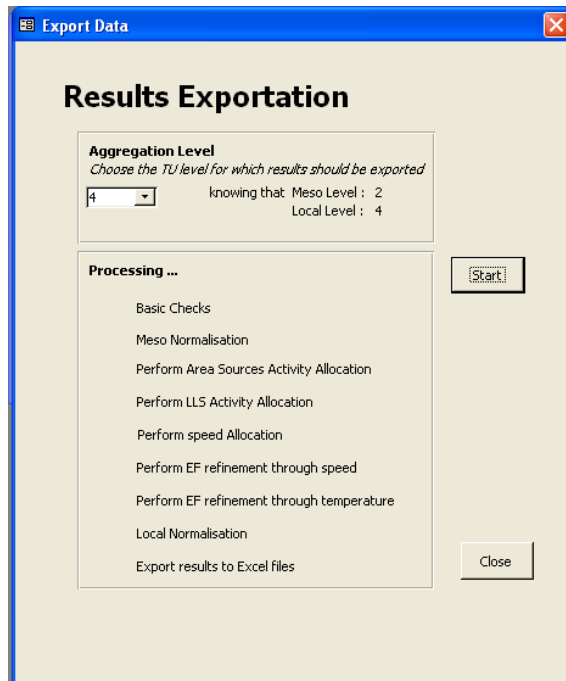 Export Data
Results Exportation
Aggregation Level
Choose the TU level for which results should be exported
4 knowing that Meso Level : 2
Local Level : 4
Processing ...
Start
Basic Checks
Meso Normalisation
Perform Area Sources Activity Allocation
Perform LLS Activity Allocation
Perform speed Allocation
Perform EF refinement through speed
Perform EF refinement through temperature
Local Normalisation
Export results to Excel files
Close